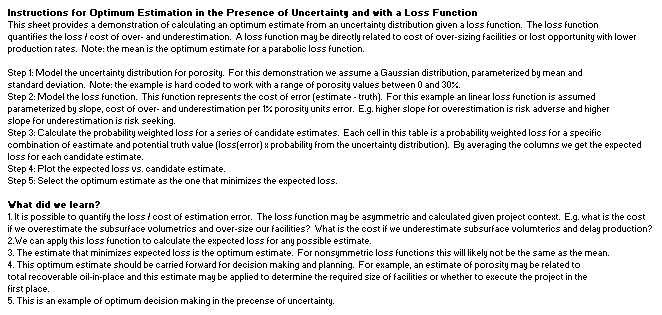 Instructions for Optimum Estimation in the Presence of Uncertainty and with a Loss Function
This sheet provides a demonstration of calculating an optimum estimate from an uncertainty distribution given a loss function.  The loss function
quantifies the loss / cost of over- and underestimation.  A loss function may be directly related to cost of over-sizing facilities or lost opportunity with lower
production rates.  Note: the mean is the optimum estimate for a parabolic loss function.
Step 1: Model the uncertainty distribution for porosity.  For this demonstration we assume a Gaussian distribution, parameterized by mean and
standard deviation.  Note: the example is hard coded to work with a range of porosity values between 0 and 30%.
Step 2: Model the loss function.  This function represents the cost of error (estimate - truth).  For this example an linear loss function is assumed
parameterized by slope, cost of over- and underestimation per 1% porosity units error.  E.g. higher slope for overestimation is risk adverse and higher
slope for underestimation is risk seeking.
Step 3: Calculate the probability weighted loss for a series of candidate estimates.  Each cell in this table is a probability weighted loss for a specific
combination of eastimate and potential truth value (loss(error) x probability from the uncertainty distribution).  By averaging the columns we get the expected
loss for each candidate estimate.
Step 4: Plot the expected loss vs. candidate estimate.
Step 5: Select the optimum estimate as the one that minimizes the expected loss.
What did we learn?
1. It is possible to quantify the loss / cost of estimation error.  The loss function may be asymmetric and calculated given project context.  E.g. what is the cost
if we overestimate the subsurface volumetrics and over-size our facilities?  What is the cost if we underestimate subsurface volumterics and delay production?
2.We can apply this loss function to calculate the expected loss for any possible estimate.
3. The estimate that minimizes expected loss is the optimum estimate.  For nonsymmetric loss functions this will likely not be the same as the mean.
4. This optimum estimate should be carried forward for decision making and planning.  For example, an estimate of porosity may be related to
total recoverable oil-in-place and this estimate may be applied to determine the required size of facilities or whether to execute the project in the
first place.
5. This is an example of optimum decision making in the precense of uncertainty.